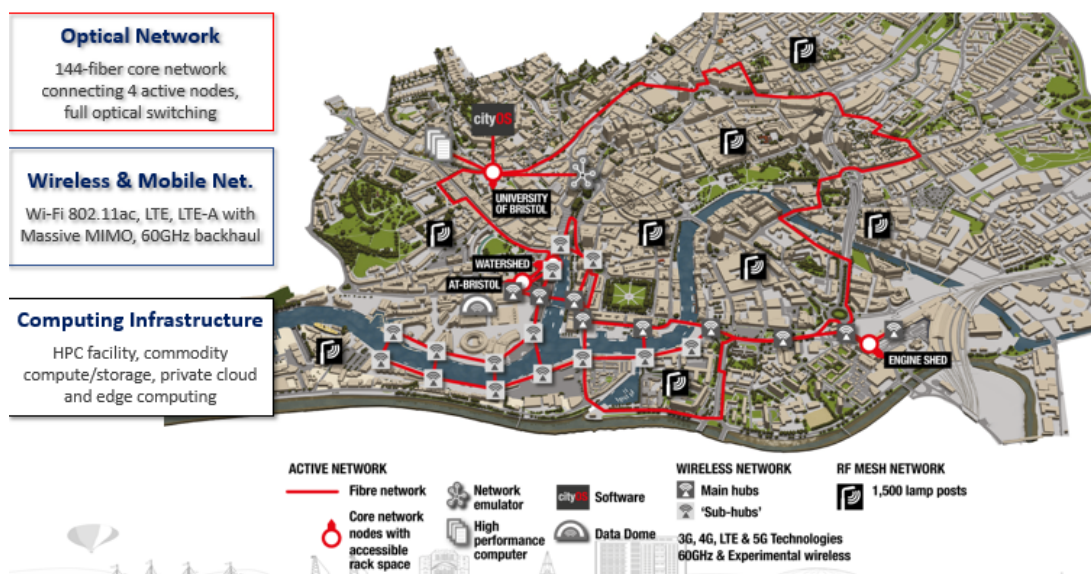 Optical Network
144-fiber core network
connecting 4 active nodes,
full optical switching
Wireless & Mobile Net.
Wi-Fi 802.11ac, LTE, LTE-A with
Massive MIMO, 60GHz backhaul
Computing Infrastructure
HPC facility, commodity
compute/storage, private cloud
and edge computing
cityOS
UNIVERSITY
OF BRISTOL
WATERSHED
AT-BRISTOL
ENGINE SHED
ACTIVE NETWORK
Fibre network
Core network
nodes with
accessible
rack space
Network
emulator
High
performance
computer
cityOS
Software
Data Dome
WIRELESS NETWORK
Main hubs
'Sub-hubs'
3G, 4G, LTE & 5G Technologies
60GHz & Experimental wireless
RF MESH NETWORK
1,500 lamp posts